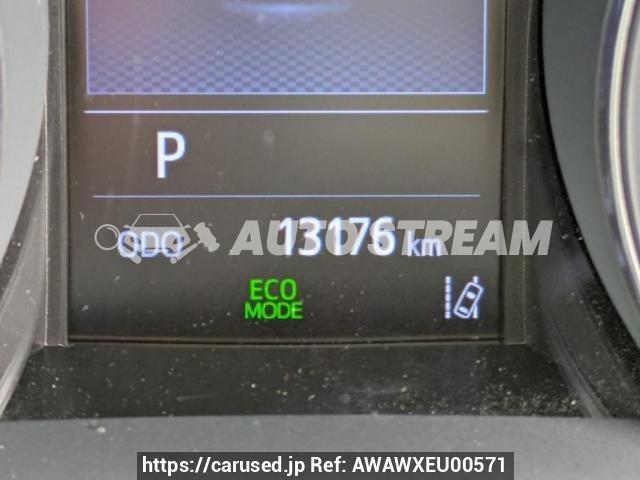 P
ODO 13176 km
AUTOSTREAM
ECO
MODE
https://carused.jp Ref: AWAWXEU00571